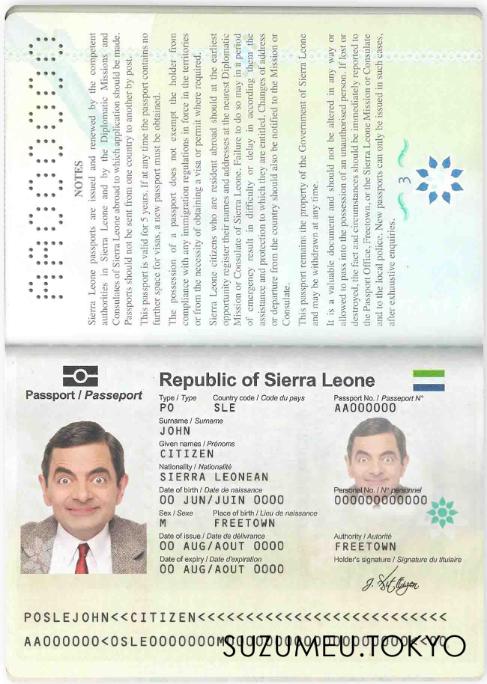 AA000000
NOTES
Sierra Leone passports are issued and renewed by the competent
authorities in Sierra Leone and by the Diplomatic Missions and
Consulates of Sierra Leone abroad to which application should be made.
Passports should not be sent from one country to another by post.
This passport is valid for 5 years. If at any time the passport contains no
further space for visas, a new passport must be obtained.
The possession of a passport does not exempt the holder from
compliance with any immigration regulations in force in the territories
or from the necessity of obtaining a visa or permit where required.
Sierra Leone citizens who are resident abroad should at the earliest
opportunity register their names and addresses at the nearest Diplomatic
Mission or Consulate of Sierra Leone. Failure to do so may in a period
of emergency result in difficulty or delay in according them the
assistance and protection to which they are entitled. Changes of address
or departure from the country should also be notified to the Mission or
Consulate.
This passport remains the property of the Government of Sierra Leone
and may be withdrawn at any time.
It is a valuable document and should not be altered in any way or
allowed to pass into the possession of an unauthorised person. If lost or
destroyed, the fact and circumstances should be immediately reported to
the Passport Office, Freetown, or the Sierra Leone Mission or Consulate
and to the local police. New passports can only be issued in such cases,
after exhaustive enquiries.
3
Republic of Sierra Leone
Passport / Passeport
Type / Type Country code / Code du pays Passport No. / Passeport N°
PO SLE AA000000
Surname / Surname
JOHN
Given names / Prénoms
CITIZEN
Nationality / Nationalité
SIERRA LEONEAN
Date of birth / Date de naissance Personal No. / N° personnel
00 JUN/JUIN 0000 00000000000000
Sex / Sexe Place of birth / Lieu de naissance
M FREETOWN
Date of issue / Date de délivrance Authority / Autorité
00 AUG/AOUT 0000 FREETOWN
Date of expiry / Date d'expiration Holder's signature / Signature du titulaire
00 AUG/AOUT 0000
POSLEJOHN<<CITIZEN<<<<<<<<<<<<<<<<<<<<<<<<<<
SUZUMEU.TOKYO